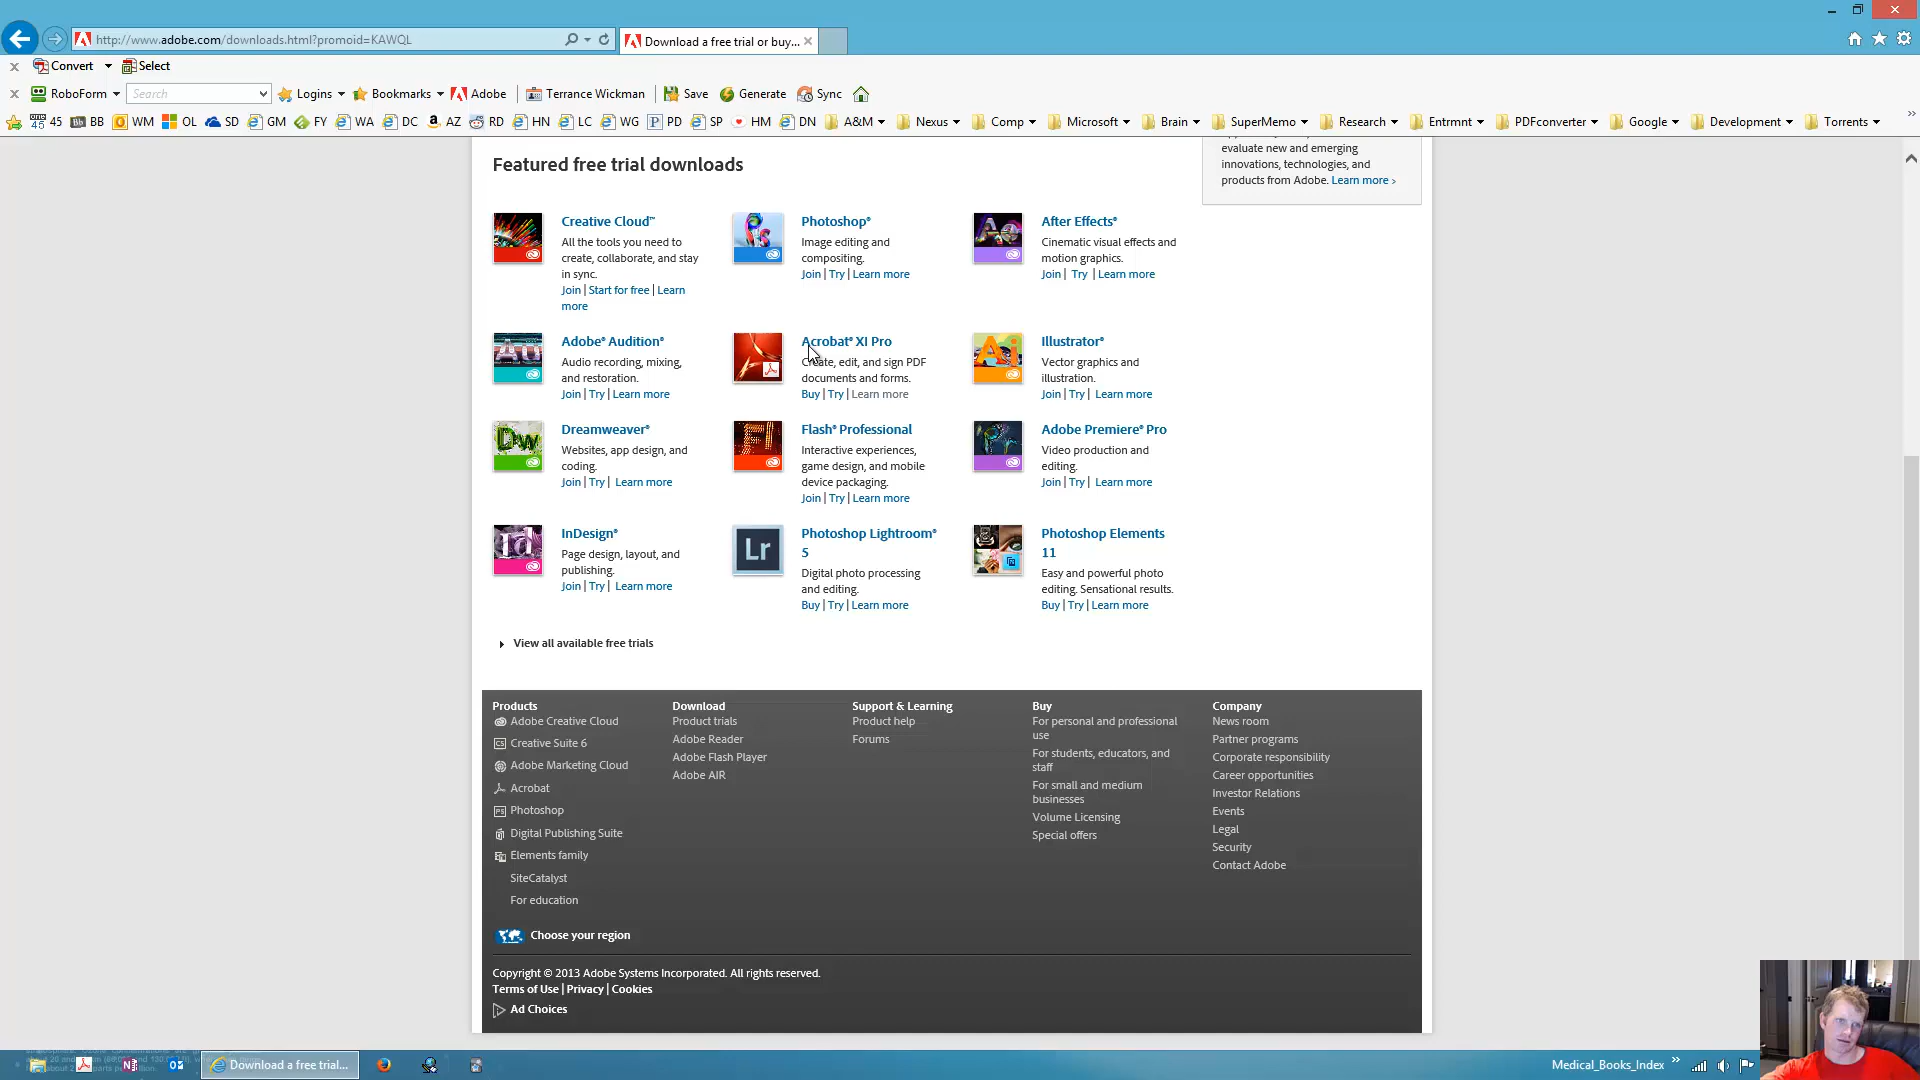 http://www.adobe.com/downloads.html?promoid=KAWQL
Download a free trial or buy...
Convert
Select
RoboForm
Search
Logins
Bookmarks
Adobe
Terrance Wickman
Save
Generate
Sync
45
BB
WM
OL
SD
GM
FY
WA
DC
AZ
RD
HN
LC
WG
PD
SP
HM
DN
A&M
Nexus
Comp
Microsoft
Brain
SuperMemo
Research
Entrmnt
PDFconverter
Google
Development
Torrents
evaluate new and emerging
innovations, technologies, and
products from Adobe. Learn more ›
Featured free trial downloads
Creative Cloud™
All the tools you need to
create, collaborate, and stay
in sync.
Join | Start for free | Learn
more
Photoshop®
Image editing and
compositing.
Join | Try | Learn more
After Effects®
Cinematic visual effects and
motion graphics.
Join | Try | Learn more
Adobe® Audition®
Audio recording, mixing,
and restoration.
Join | Try | Learn more
Acrobat® XI Pro
Create, edit, and sign PDF
documents and forms.
Buy | Try | Learn more
Illustrator®
Vector graphics and
illustration.
Join | Try | Learn more
Dreamweaver®
Websites, app design, and
coding.
Join | Try | Learn more
Flash® Professional
Interactive experiences,
game design, and mobile
device packaging.
Join | Try | Learn more
Adobe Premiere® Pro
Video production and
editing.
Join | Try | Learn more
InDesign®
Page design, layout, and
publishing.
Join | Try | Learn more
Lr
Photoshop Lightroom®
5
Digital photo processing
and editing.
Buy | Try | Learn more
Photoshop Elements
11
Easy and powerful photo
editing. Sensational results.
Buy | Try | Learn more
View all available free trials
Products
Adobe Creative Cloud
Creative Suite 6
Adobe Marketing Cloud
Acrobat
Photoshop
Digital Publishing Suite
Elements family
SiteCatalyst
For education
Download
Product trials
Adobe Reader
Adobe Flash Player
Adobe AIR
Support & Learning
Product help
Forums
Buy
For personal and professional
use
For students, educators, and
staff
For small and medium
businesses
Volume Licensing
Special offers
Company
News room
Partner programs
Corporate responsibility
Career opportunities
Investor Relations
Events
Legal
Security
Contact Adobe
Choose your region
Copyright © 2013 Adobe Systems Incorporated. All rights reserved.
Terms of Use | Privacy | Cookies
Ad Choices
Download a free trial...
Medical_Books_Index